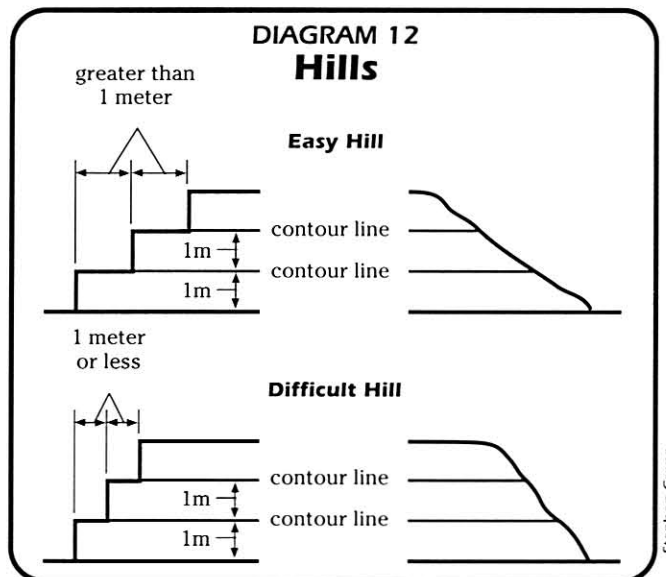 DIAGRAM 12
Hills
greater than
1 meter
Easy Hill
contour line
1m
contour line
1m
1 meter
or less
Difficult Hill
contour line
1m
contour line
1m